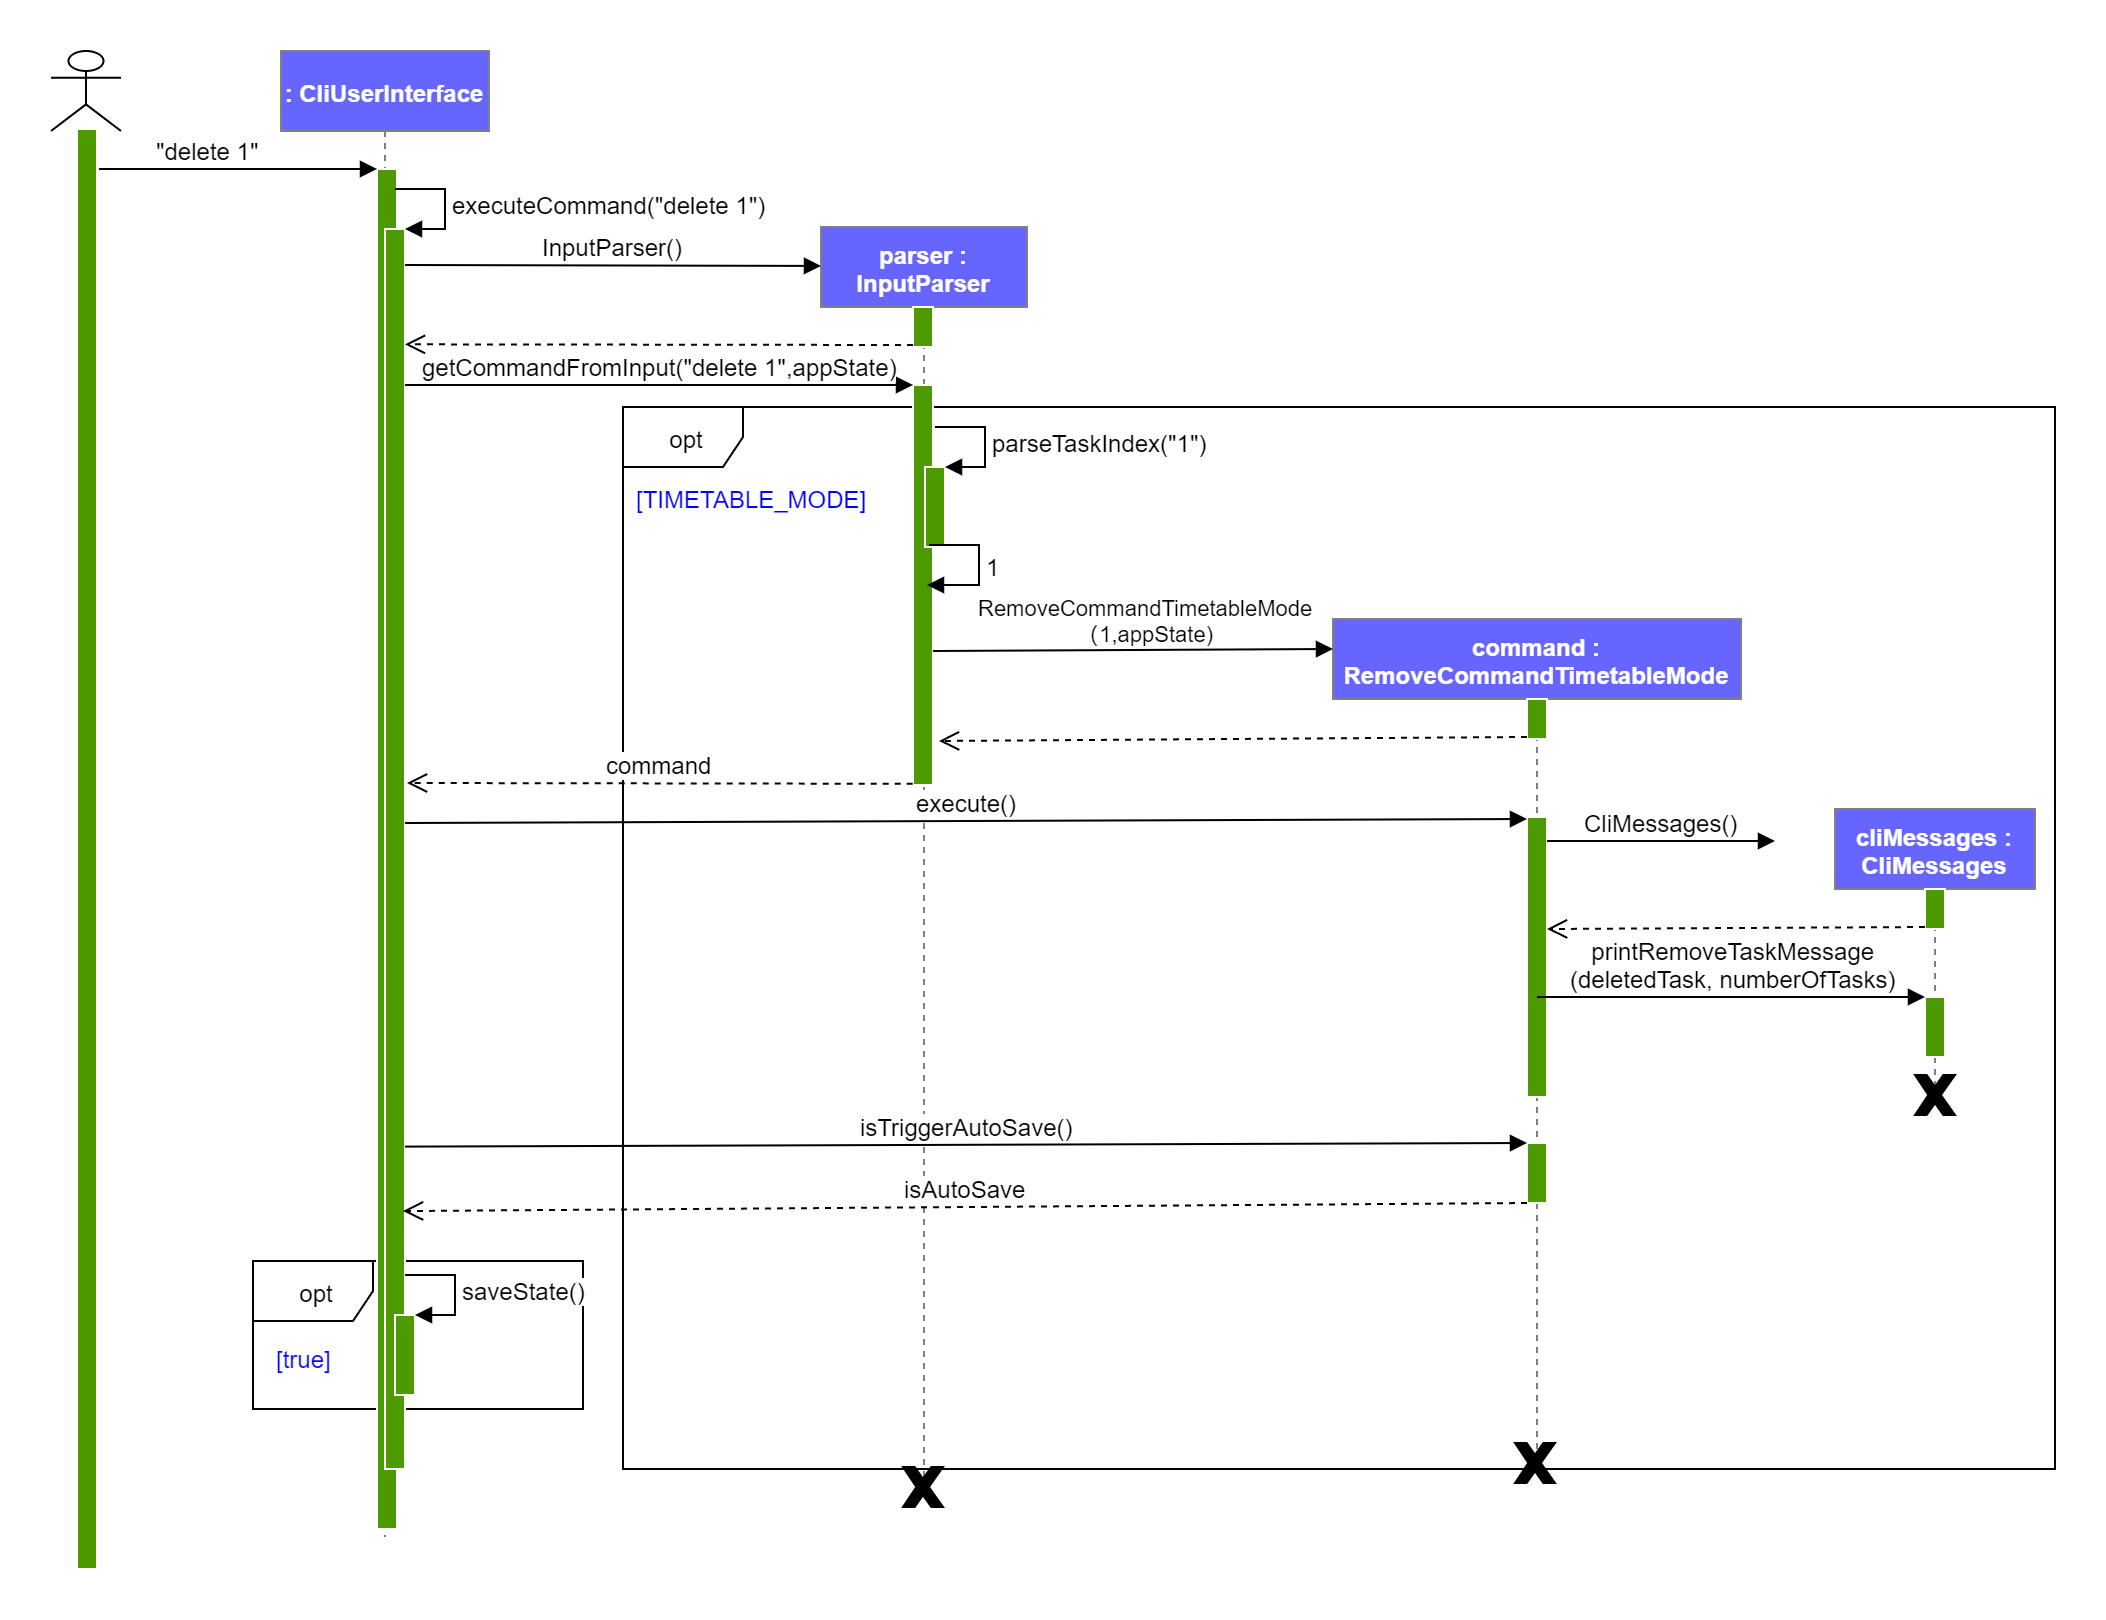 : CliUserInterface
"delete 1"
executeCommand("delete 1")
InputParser()
parser :
InputParser
getCommandFromInput("delete 1",appState)
opt
parseTaskIndex("1")
[TIMETABLE_MODE]
1
RemoveCommandTimetableMode
(1,appState)
command :
RemoveCommandTimetableMode
command
execute()
CliMessages()
cliMessages :
CliMessages
printRemoveTaskMessage
(deletedTask, numberOfTasks)
isTriggerAutoSave()
isAutoSave
opt
saveState()
[true]